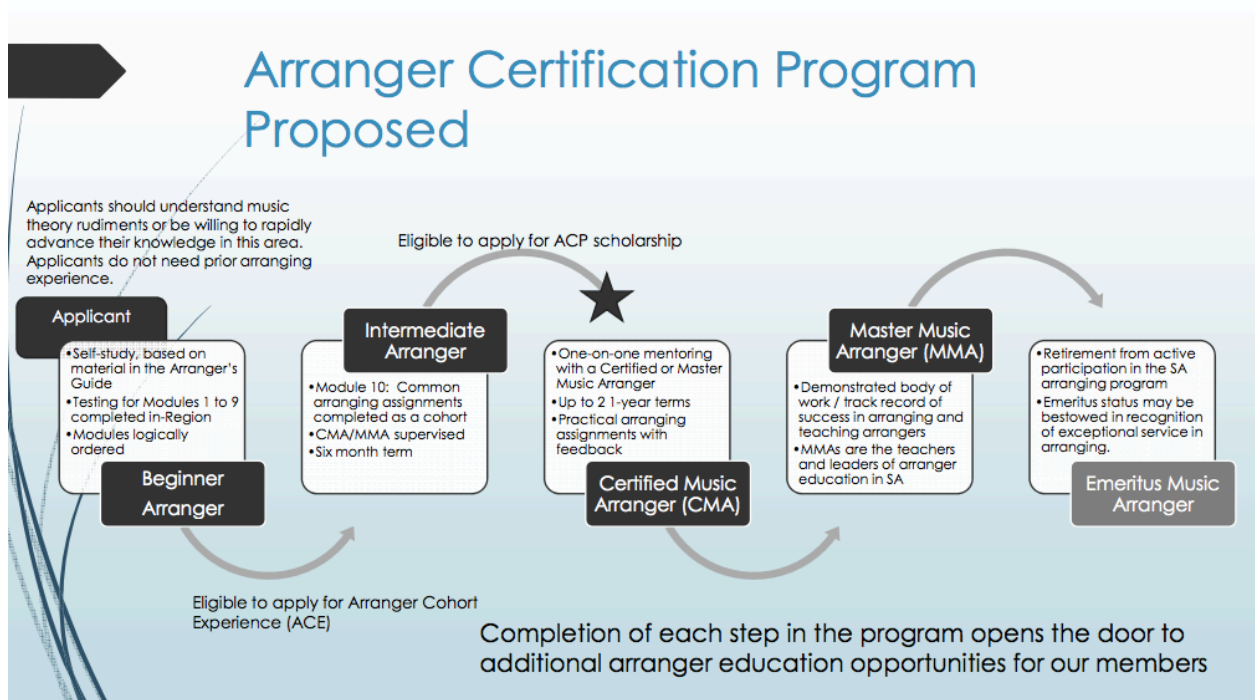 Arranger Certification Program
Proposed
Applicants should understand music
theory rudiments or be willing to rapidly
advance their knowledge in this area.
Applicants do not need prior arranging
experience.
Applicant
•Self-study, based on
material in the Arranger's
Guide
•Testing for Modules 1 to 9
completed in-Region
•Modules logically
ordered
Beginner
Arranger
Eligible to apply for Arranger Cohort
Experience (ACE)
Intermediate
Arranger
•Module 10: Common
arranging assignments
completed as a cohort
•CMA/MMA supervised
•Six month term
Eligible to apply for ACP scholarship
•One-on-one mentoring
with a Certified or Master
Music Arranger
•Up to 2 1-year terms
•Practical arranging
assignments with
feedback
Certified Music
Arranger (CMA)
Master Music
Arranger (MMA)
•Demonstrated body of
work / track record of
success in arranging and
teaching arrangers
•MMAs are the teachers
and leaders of arranger
education in SA
•Retirement from active
participation in the SA
arranging program
•Emeritus status may be
bestowed in recognition
of exceptional service in
arranging.
Emeritus Music
Arranger
Completion of each step in the program opens the door to
additional arranger education opportunities for our members